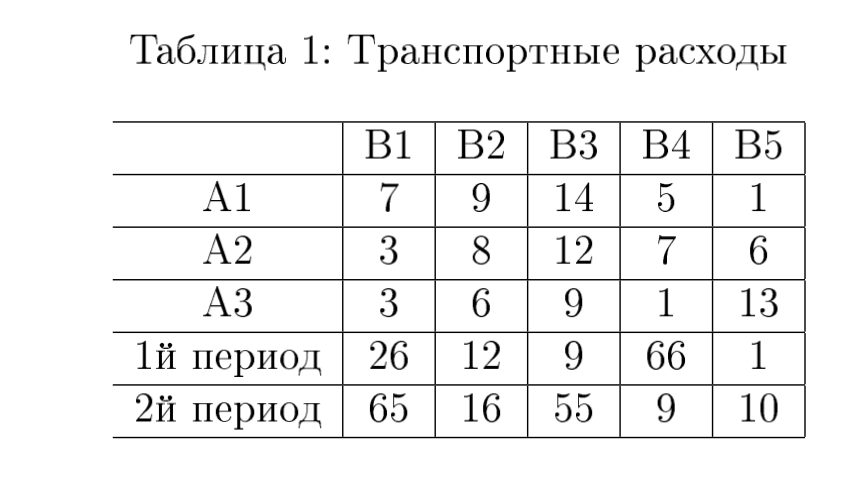 Таблица 1: Транспортные расходы
B1 B2 B3 B4 B5
A1 7 9 14 5 1
A2 3 8 12 7 6
A3 3 6 9 1 13
1й период 26 12 9 66 1
2й период 65 16 55 9 10